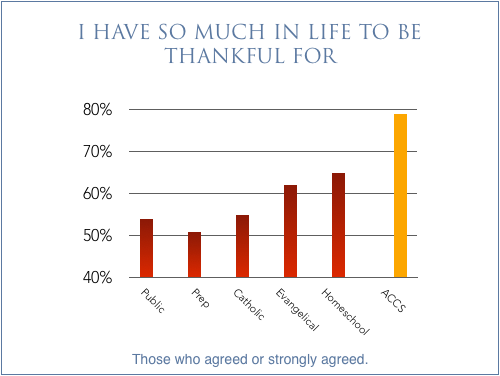 I HAVE SO MUCH IN LIFE TO BE
THANKFUL FOR
80%
70%
60%
50%
40%
Public
Prep
Catholic
Evangelical
Homeschool
ACCS
Those who agreed or strongly agreed.